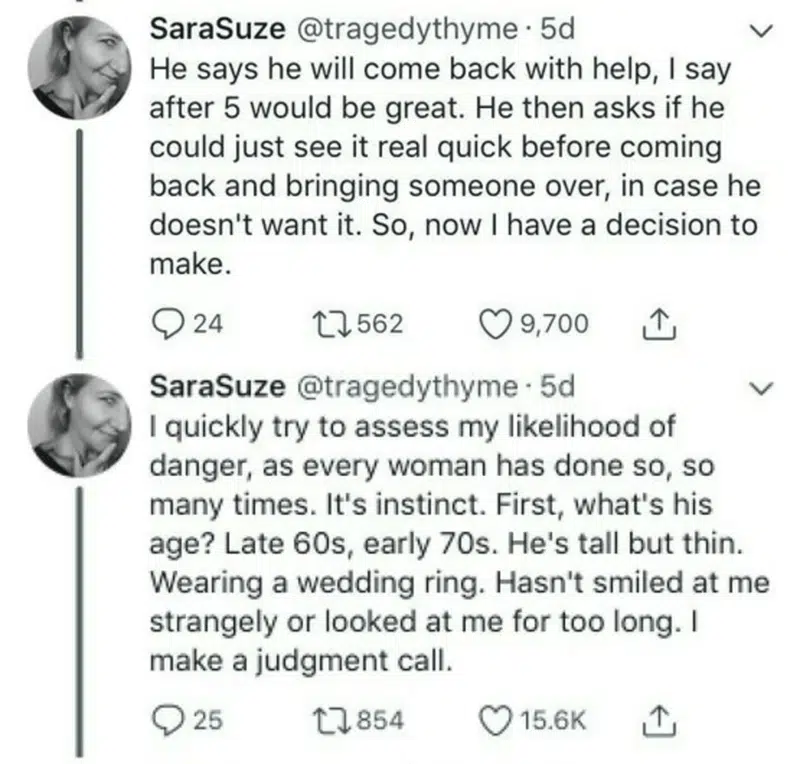 SaraSuze @tragedythyme · 5d
He says he will come back with help, I say
after 5 would be great. He then asks if he
could just see it real quick before coming
back and bringing someone over, in case he
doesn't want it. So, now I have a decision to
make.
24 562 9,700
SaraSuze @tragedythyme · 5d
I quickly try to assess my likelihood of
danger, as every woman has done so, so
many times. It's instinct. First, what's his
age? Late 60s, early 70s. He's tall but thin.
Wearing a wedding ring. Hasn't smiled at me
strangely or looked at me for too long. I
make a judgment call.
25 854 15.6K